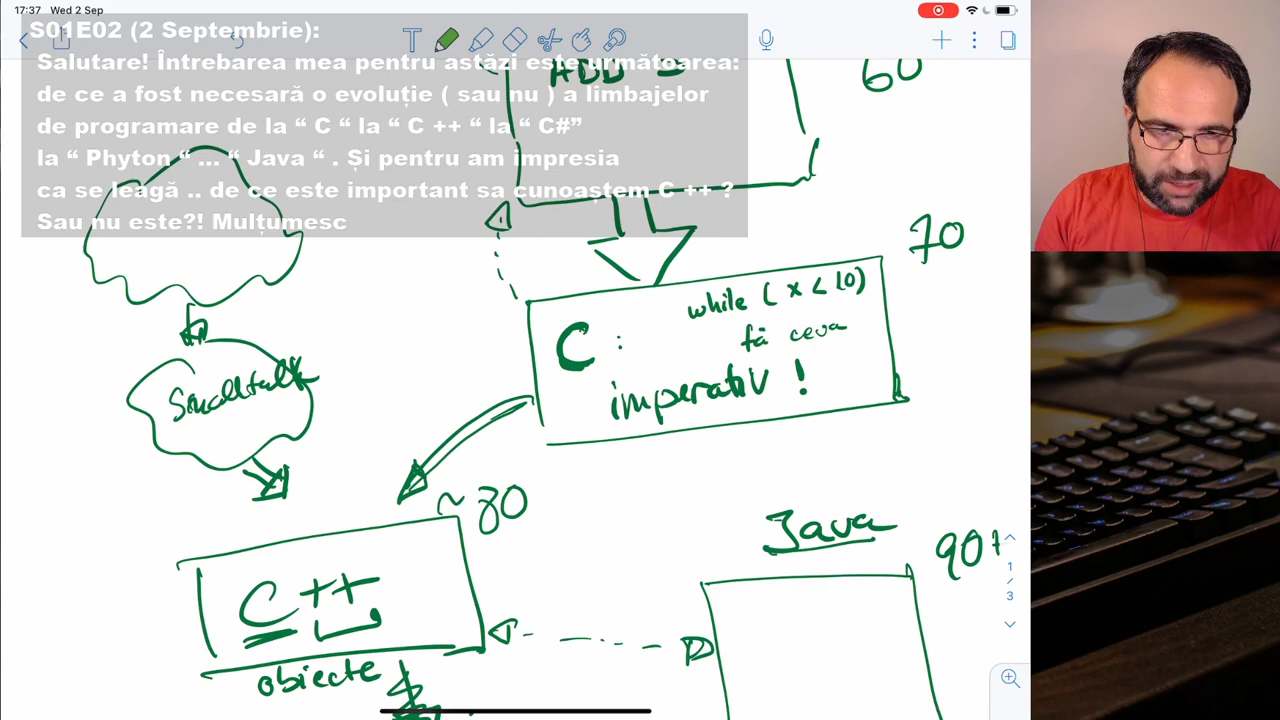 17:37 Wed 2 Sep
S01E02 (2 Septembrie):
Salutare! Întrebarea mea pentru astăzi este următoarea:
de ce a fost necesară o evoluție ( sau nu ) a limbajelor
de programare de la “ C “ la “ C ++ “ la “ C#”
la “ Phyton “ ... “ Java “ . Și pentru am impresia
ca se leagă .. de ce este important sa cunoaștem C ++ ?
Sau nu este?! Mulțumesc
T
ADD
60
70
C : while ( x < 10)
fă ceva
imperativ !
Smalltalk
~ 80
C ++
obiecte
Java
90+
1
/
3